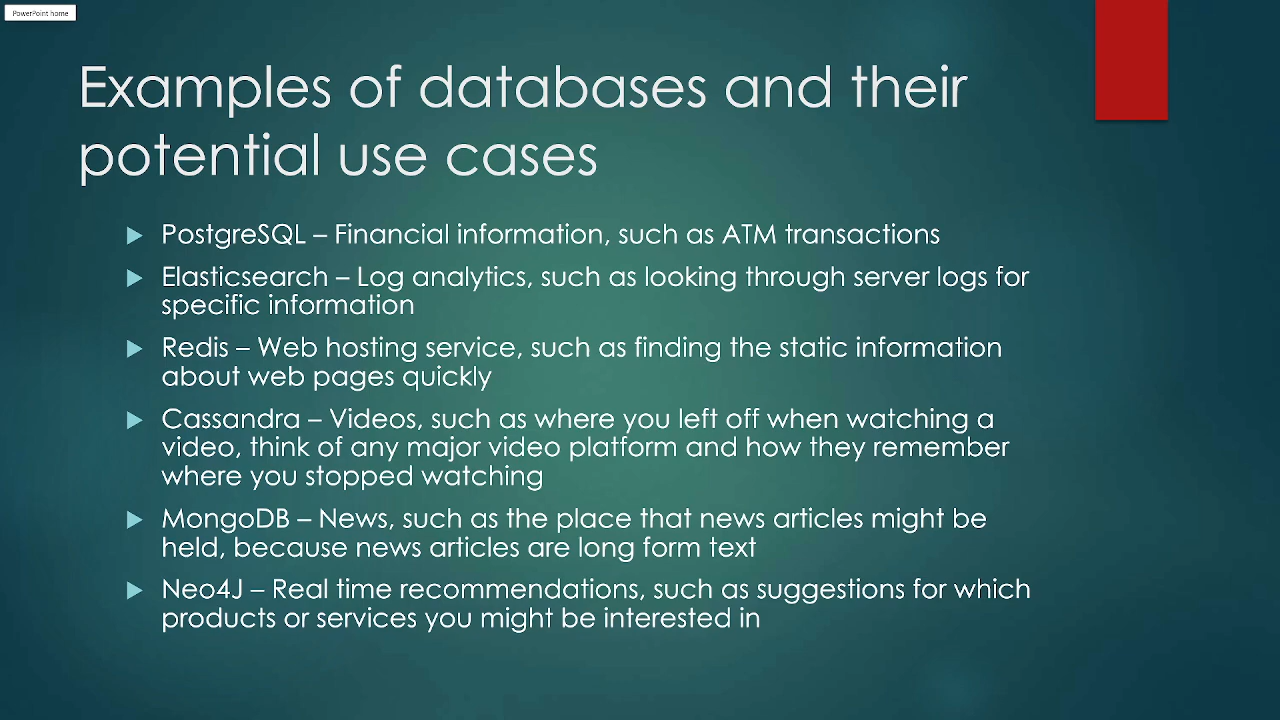 PowerPoint home
Examples of databases and their
potential use cases
PostgreSQL – Financial information, such as ATM transactions
Elasticsearch – Log analytics, such as looking through server logs for
specific information
Redis – Web hosting service, such as finding the static information
about web pages quickly
Cassandra – Videos, such as where you left off when watching a
video, think of any major video platform and how they remember
where you stopped watching
MongoDB – News, such as the place that news articles might be
held, because news articles are long form text
Neo4J – Real time recommendations, such as suggestions for which
products or services you might be interested in